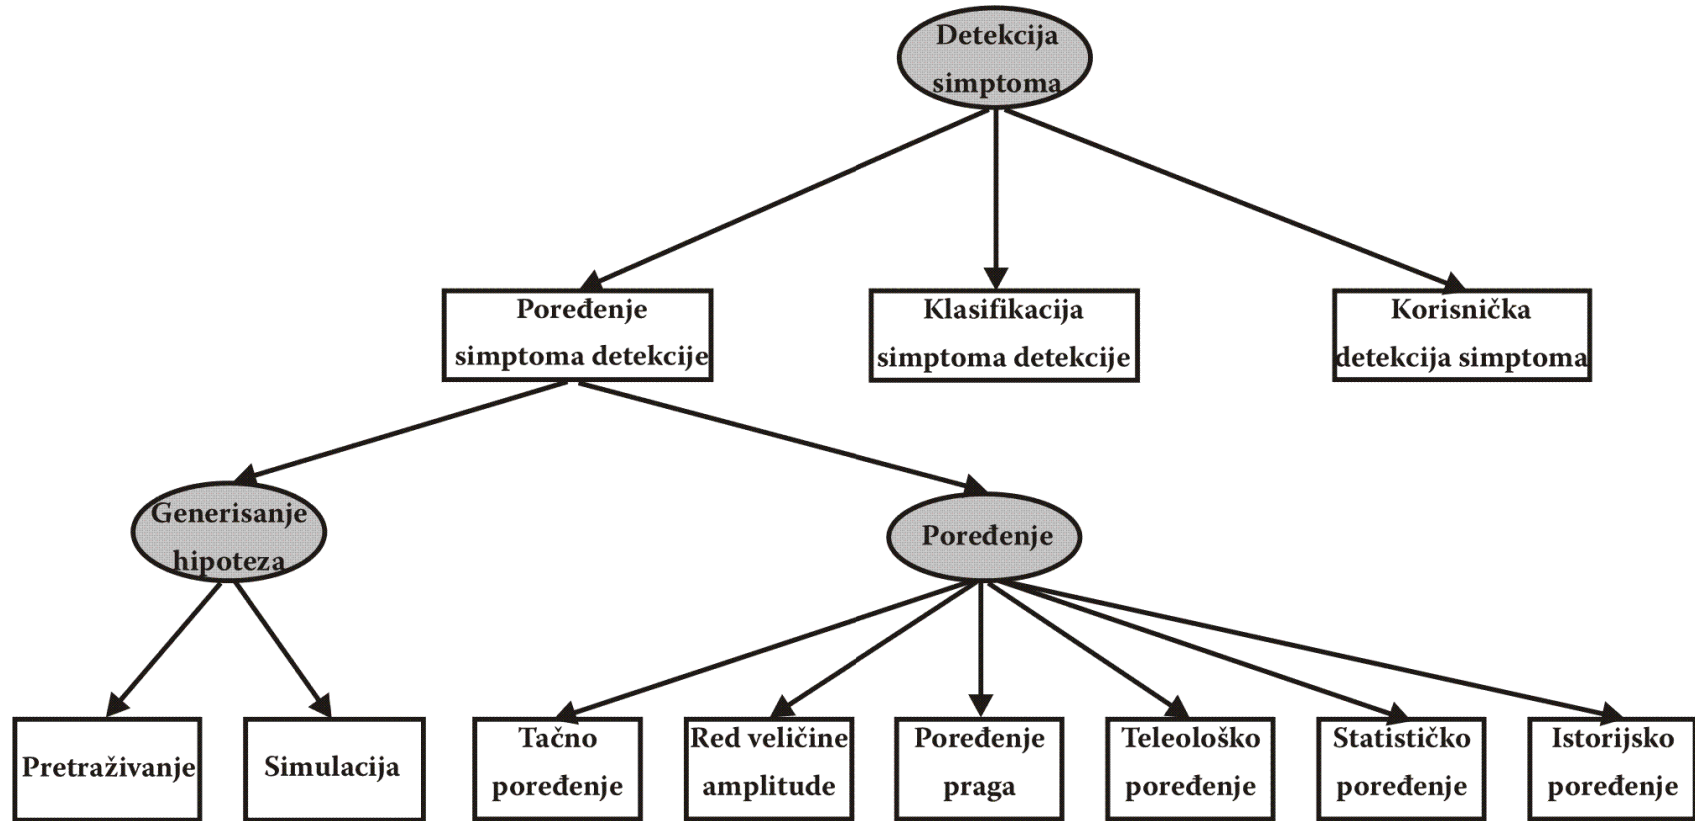 Detekcija
simptoma
Poređenje
simptoma detekcije
Klasifikacija
simptoma detekcije
Korisnička
detekcija simptoma
Generisanje
hipoteza
Poređenje
Pretraživanje
Simulacija
Tačno
poređenje
Red veličine
amplitude
Poređenje
praga
Teleološko
poređenje
Statističko
poređenje
Istorijsko
poređenje